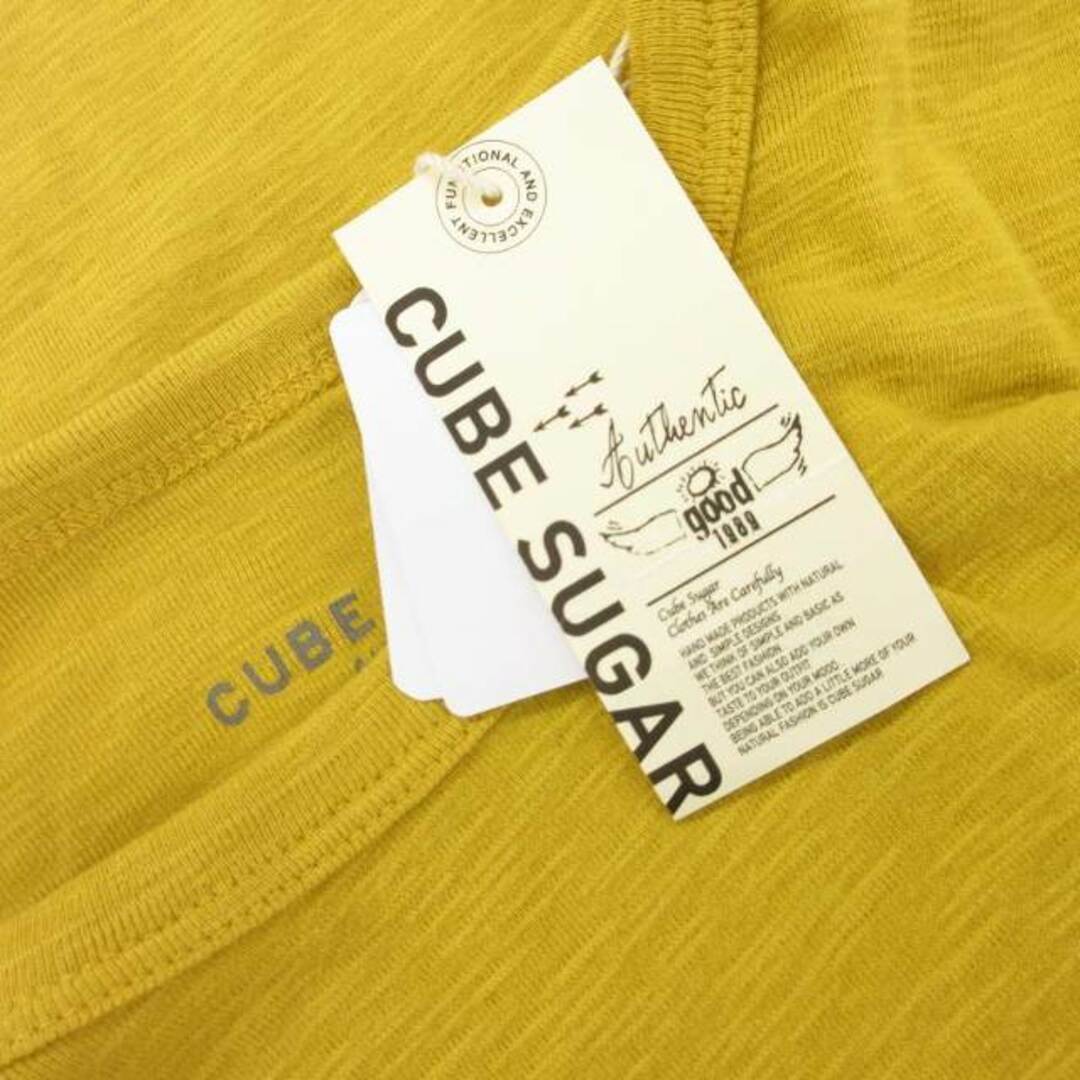 FUNCTIONAL AND EXCELLENT
CUBE SUGAR
Authentic
good
1989
Cube Sugar
Clothes Are Carefully
HAND MADE PRODUCTS WITH NATURAL
AND SIMPLE DESIGNS
WE THINK OF SIMPLE AND BASIC AS
THE BEST FASHION
BUT YOU CAN ALSO ADD YOUR OWN
TASTE TO YOUR OUTFIT
DEPENDING ON YOUR MOOD
BEING ABLE TO ADD A LITTLE MORE OF YOUR
NATURAL FASHION IS CUBE SUGAR
CUBE